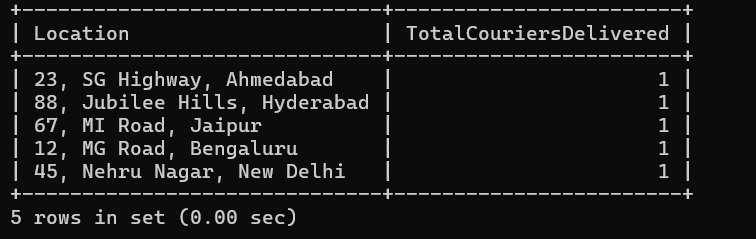 +------------------------------+-------------------------+
| Location                     | TotalCouriersDelivered |
+------------------------------+-------------------------+
| 23, SG Highway, Ahmedabad    |                      1 |
| 88, Jubilee Hills, Hyderabad |                      1 |
| 67, MI Road, Jaipur          |                      1 |
| 12, MG Road, Bengaluru       |                      1 |
| 45, Nehru Nagar, New Delhi   |                      1 |
+------------------------------+-------------------------+
5 rows in set (0.00 sec)